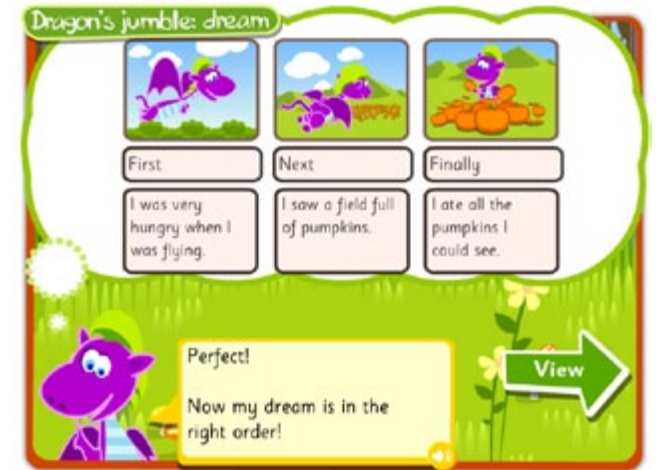 Dragon's jumble: dream
First
Next
Finally
I was very
hungry when I
was flying.
I saw a field full
of pumpkins.
I ate all the
pumpkins I
could see.
Perfect!
Now my dream is in the
right order!
View